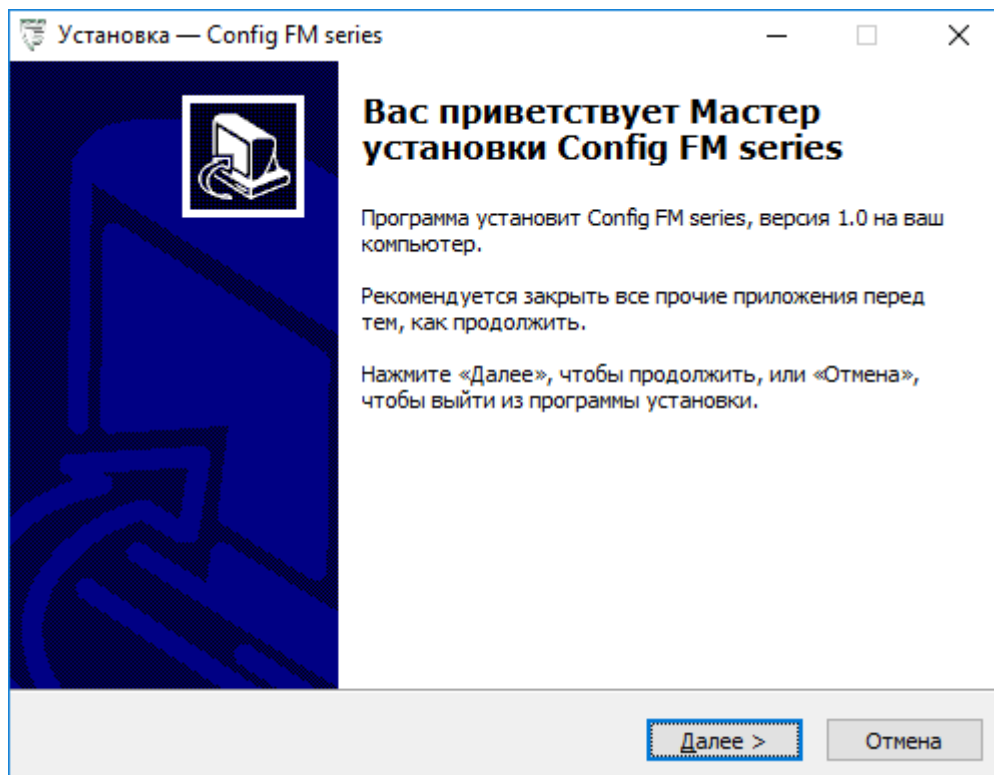 Установка — Config FM series
Вас приветствует Мастер
установки Config FM series
Программа установит Config FM series, версия 1.0 на ваш
компьютер.
Рекомендуется закрыть все прочие приложения перед
тем, как продолжить.
Нажмите «Далее», чтобы продолжить, или «Отмена»,
чтобы выйти из программы установки.
Далее >
Отмена